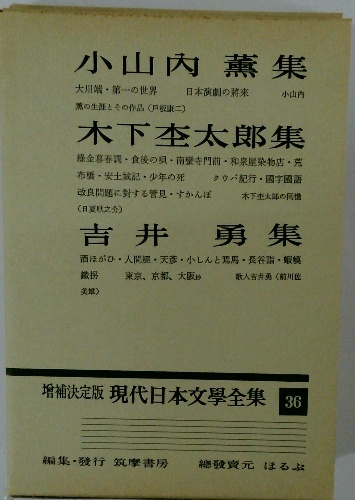 小山內 薫集
大川端・第一の世界 日本演劇の將來 小山內
薫の生涯とその作品（戸板康二）
木下杢太郎集
綠金暮春調・食後の唄・南蠻寺門前・和泉屋染物店・荒
布橋・安土城記・少年の死 クウバ紀行・國字國語
改良問題に對する管見・すかんぽ 木下杢太郎の回憶
（日夏耿之介）
吉井 勇集
酒ほがひ・人間經・天彦・小しんと焉馬・長谷詣・蝦蟆
鐵拐 東京、京都、大阪抄 歌人吉井勇（前川佐
美雄）
增補決定版 現代日本文學全集 36
編集・發行 筑摩書房 總發賣元 ほるぷ